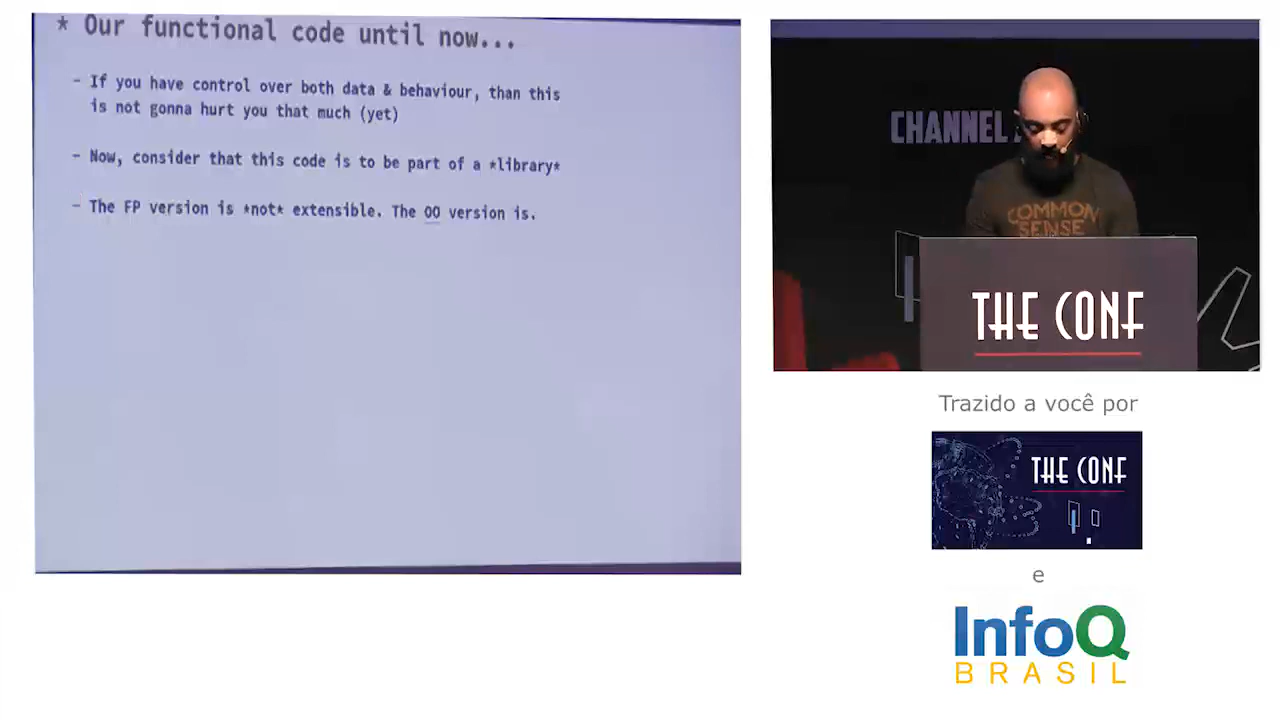 * Our functional code until now...
- If you have control over both data & behaviour, than this
is not gonna hurt you that much (yet)
- Now, consider that this code is to be part of a *library*
- The FP version is *not* extensible. The OO version is.
CHANNEL
COMMON
SENSE
THE CONF
Trazido a você por
THE CONF
e
InfoQ
BRASIL